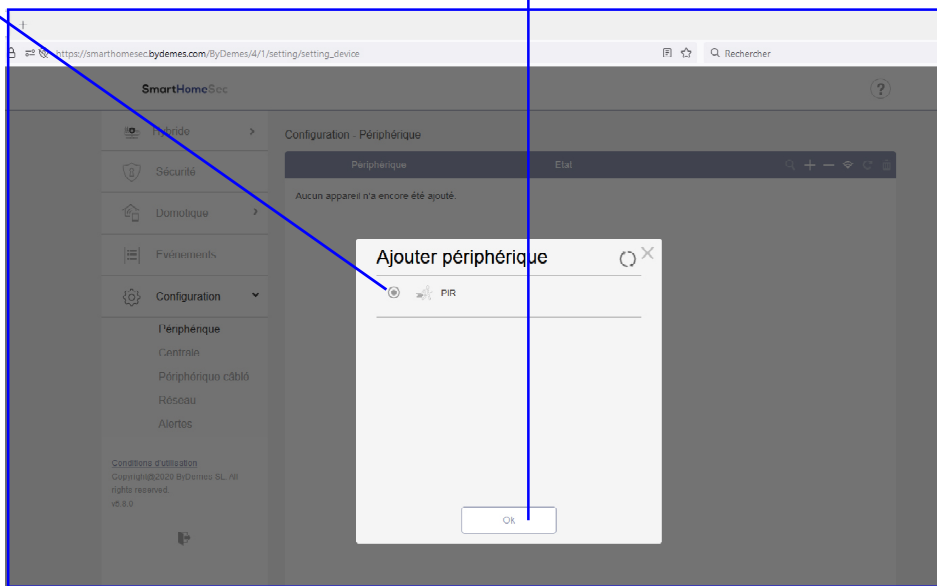 +
https://smarthomesec.bydemes.com/ByDemes/4/1/setting/setting_device
Rechercher
SmartHomeSec
?
Hybride
Configuration - Périphérique
Périphérique
Etat
Sécurité
Aucun appareil n'a encore été ajouté.
Domotique
Evénements
Ajouter périphérique
PIR
Configuration
Périphérique
Centrale
Périphérique câblé
Réseau
Alertes
Conditions d'utilisation
Copyright@2020 ByDemes SL. All
rights reserved.
v6.8.0
Ok